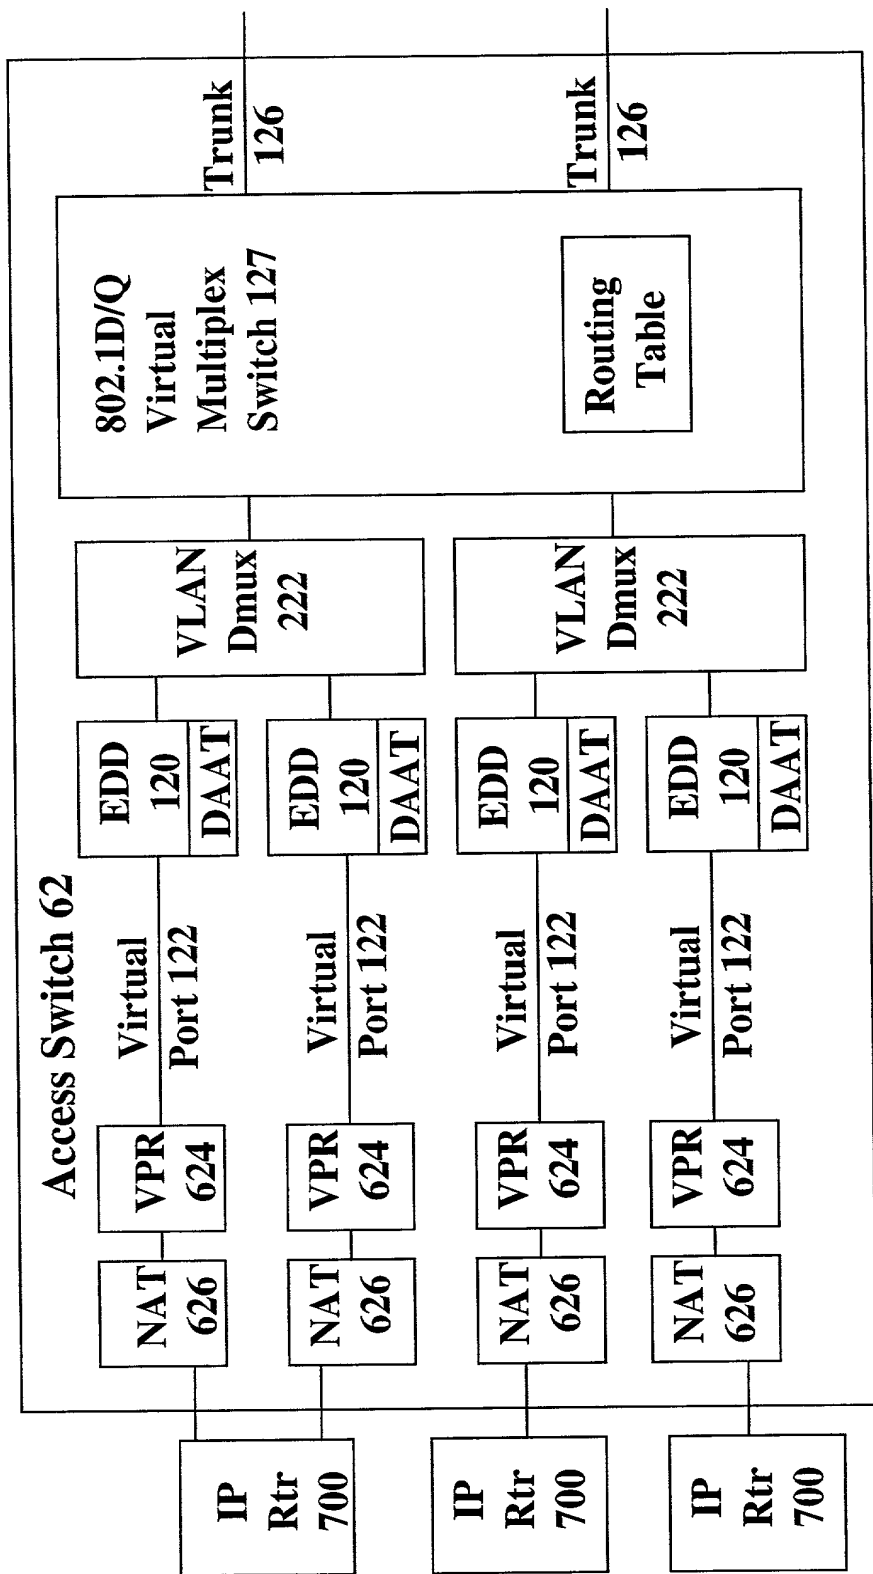 Access Switch 62
IP
Rtr
700
IP
Rtr
700
IP
Rtr
700
NAT
626
NAT
626
NAT
626
NAT
626
VPR
624
VPR
624
VPR
624
VPR
624
Virtual
Port 122
Virtual
Port 122
Virtual
Port 122
Virtual
Port 122
EDD
120
DAAT
EDD
120
DAAT
EDD
120
DAAT
EDD
120
DAAT
VLAN
Dmux
222
VLAN
Dmux
222
802.1D/Q
Virtual
Multiplex
Switch 127
Routing
Table
Trunk
126
Trunk
126